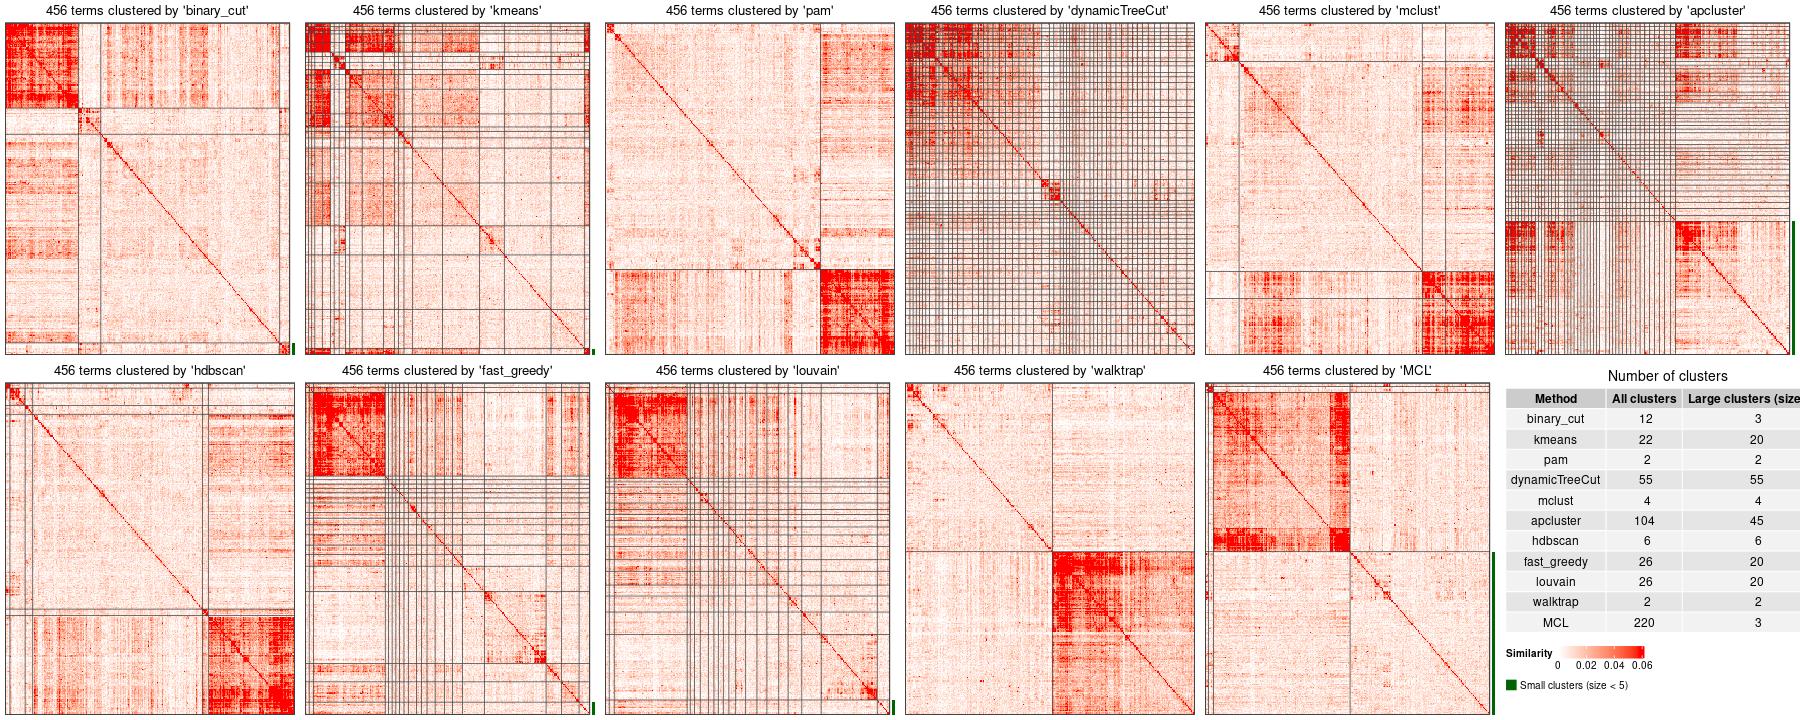 456 terms clustered by 'binary_cut'
456 terms clustered by 'kmeans'
456 terms clustered by 'pam'
456 terms clustered by 'dynamicTreeCut'
456 terms clustered by 'mclust'
456 terms clustered by 'apcluster'
456 terms clustered by 'hdbscan'
456 terms clustered by 'fast_greedy'
456 terms clustered by 'louvain'
456 terms clustered by 'walktrap'
456 terms clustered by 'MCL'
Number of clusters
Method All clusters Large clusters (size
binary_cut 12 3
kmeans 22 20
pam 2 2
dynamicTreeCut 55 55
mclust 4 4
apcluster 104 45
hdbscan 6 6
fast_greedy 26 20
louvain 26 20
walktrap 2 2
MCL 220 3
Similarity
0 0.02 0.04 0.06
Small clusters (size < 5)